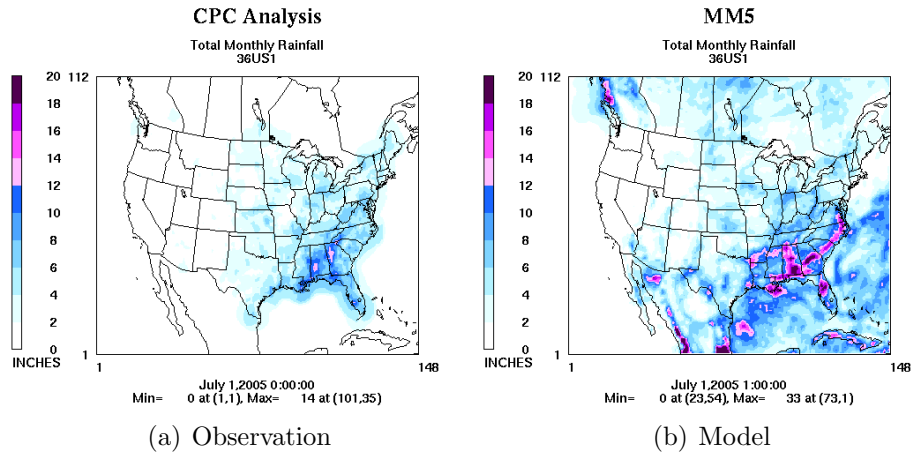 CPC Analysis
Total Monthly Rainfall
36US1
20
18
16
14
12
10
8
6
4
2
0
INCHES
112
1
1
148
July 1,2005 0:00:00
Min= 0 at (1,1), Max= 14 at (101,35)
(a) Observation
MM5
Total Monthly Rainfall
36US1
20
18
16
14
12
10
8
6
4
2
0
INCHES
112
1
1
148
July 1,2005 1:00:00
Min= 0 at (23,54), Max= 33 at (73,1)
(b) Model